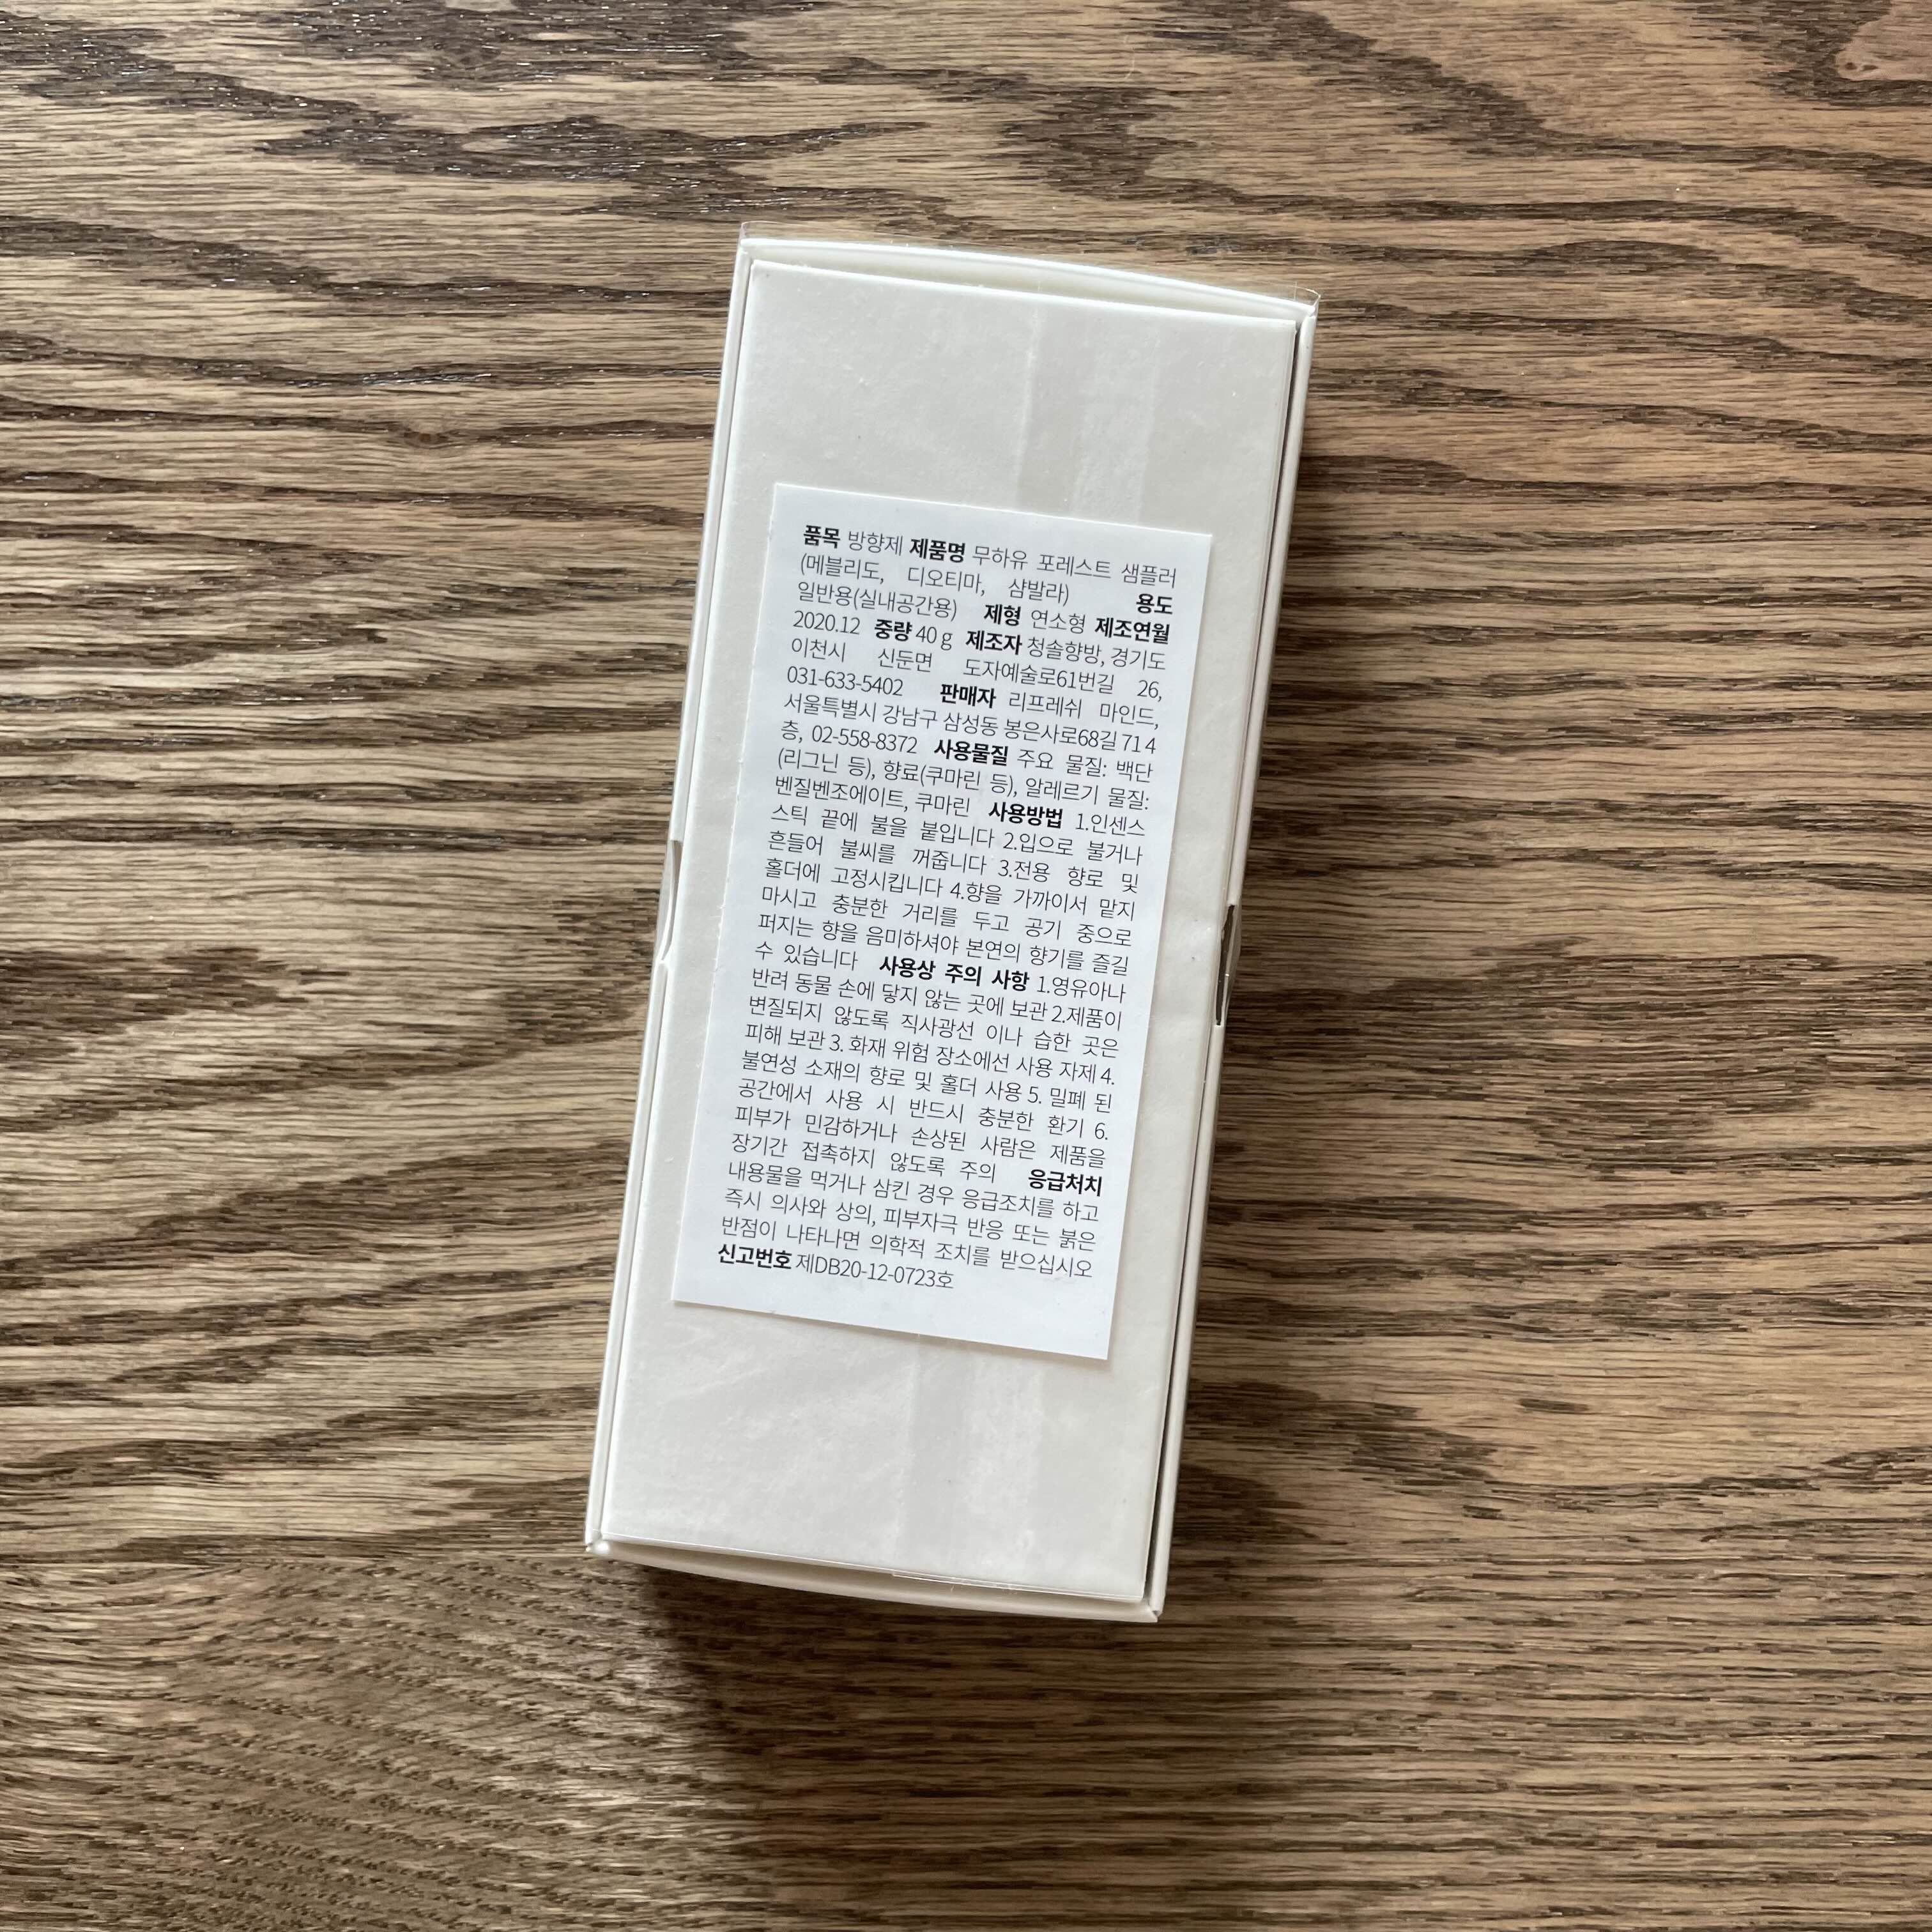 품목 방향제 제품명 무하유 포레스트 샘플러
(메블리도, 디오티마, 샴발라) 용도
일반용(실내공간용) 제형 연소형 제조연월
2020.12 중량 40 g 제조자 청솔향방, 경기도
이천시 신둔면 도자예술로61번길 26,
031-633-5402 판매자 리프레쉬 마인드,
서울특별시 강남구 삼성동 봉은사로68길 71 4
층, 02-558-8372 사용물질 주요 물질: 백단
(리그닌 등), 향료(쿠마린 등), 알레르기 물질:
벤질벤조에이트, 쿠마린 사용방법 1.인센스
스틱 끝에 불을 붙입니다 2.입으로 불거나
흔들어 불씨를 꺼줍니다 3.전용 향로 및
홀더에 고정시킵니다 4.향을 가까이서 맡지
마시고 충분한 거리를 두고 공기 중으로
퍼지는 향을 음미하셔야 본연의 향기를 즐길
수 있습니다 사용상 주의 사항 1.영유아나
반려 동물 손에 닿지 않는 곳에 보관 2.제품이
변질되지 않도록 직사광선 이나 습한 곳은
피해 보관 3. 화재 위험 장소에선 사용 자제 4.
불연성 소재의 향로 및 홀더 사용 5. 밀폐 된
공간에서 사용 시 반드시 충분한 환기 6.
피부가 민감하거나 손상된 사람은 제품을
장기간 접촉하지 않도록 주의 응급처치
내용물을 먹거나 삼킨 경우 응급조치를 하고
즉시 의사와 상의, 피부자극 반응 또는 붉은
반점이 나타나면 의학적 조치를 받으십시오
신고번호 제DB20-12-0723호